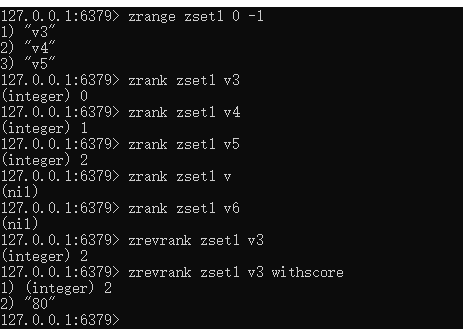 127.0.0.1:6379> zrange zset1 0 -1
1) "v3"
2) "v4"
3) "v5"
127.0.0.1:6379> zrank zset1 v3
(integer) 0
127.0.0.1:6379> zrank zset1 v4
(integer) 1
127.0.0.1:6379> zrank zset1 v5
(integer) 2
127.0.0.1:6379> zrank zset1 v
(nil)
127.0.0.1:6379> zrank zset1 v6
(nil)
127.0.0.1:6379> zrevrank zset1 v3
(integer) 2
127.0.0.1:6379> zrevrank zset1 v3 withscore
1) (integer) 2
2) "80"
127.0.0.1:6379>